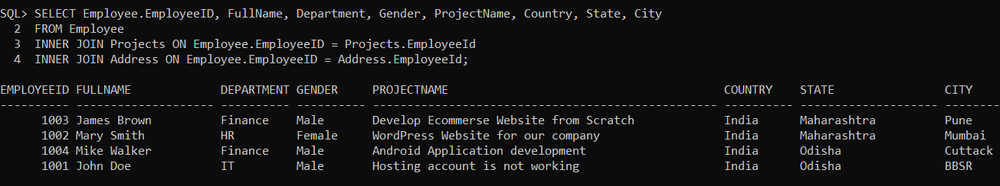 SQL> SELECT Employee.EmployeeID, FullName, Department, Gender, ProjectName, Country, State, City
2 FROM Employee
3 INNER JOIN Projects ON Employee.EmployeeID = Projects.EmployeeId
4 INNER JOIN Address ON Employee.EmployeeID = Address.EmployeeId;
EMPLOYEEID FULLNAME DEPARTMENT GENDER PROJECTNAME COUNTRY STATE CITY
---------- -------------------- ---------- ---------- -------------------------------------------------- ---------- -------------------- --------
1003 James Brown Finance Male Develop Ecommerse Website from Scratch India Maharashtra Pune
1002 Mary Smith HR Female WordPress Website for our company India Maharashtra Mumbai
1004 Mike Walker Finance Male Android Application development India Odisha Cuttack
1001 John Doe IT Male Hosting account is not working India Odisha BBSR